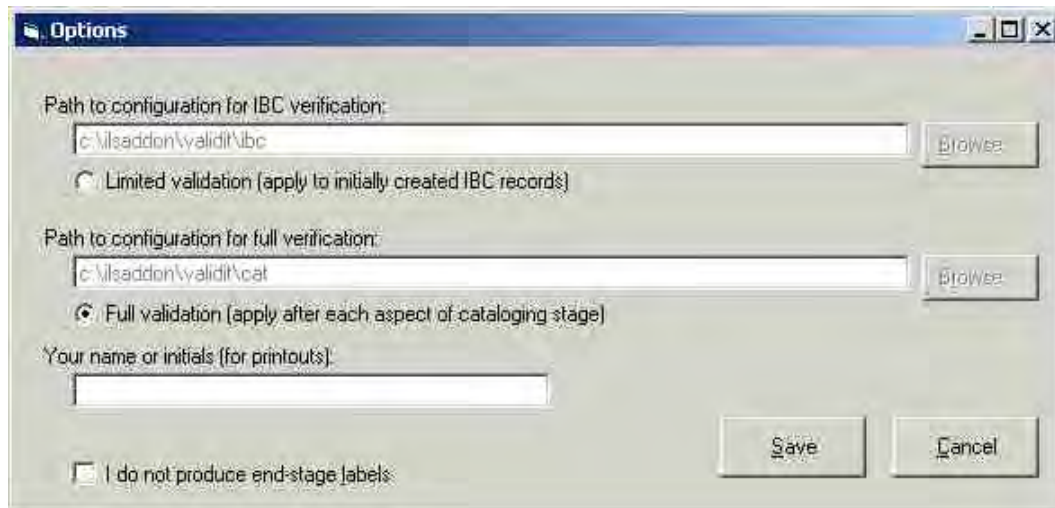 Options
Path to configuration for IBC verification:
c:\ilsaddon\validit\ibc
Browse
Limited validation (apply to initially created IBC records)
Path to configuration for full verification:
c:\ilsaddon\validit\cat
Browse
Full validation (apply after each aspect of cataloging stage)
Your name or initials (for printouts):
Save
Cancel
I do not produce end-stage labels